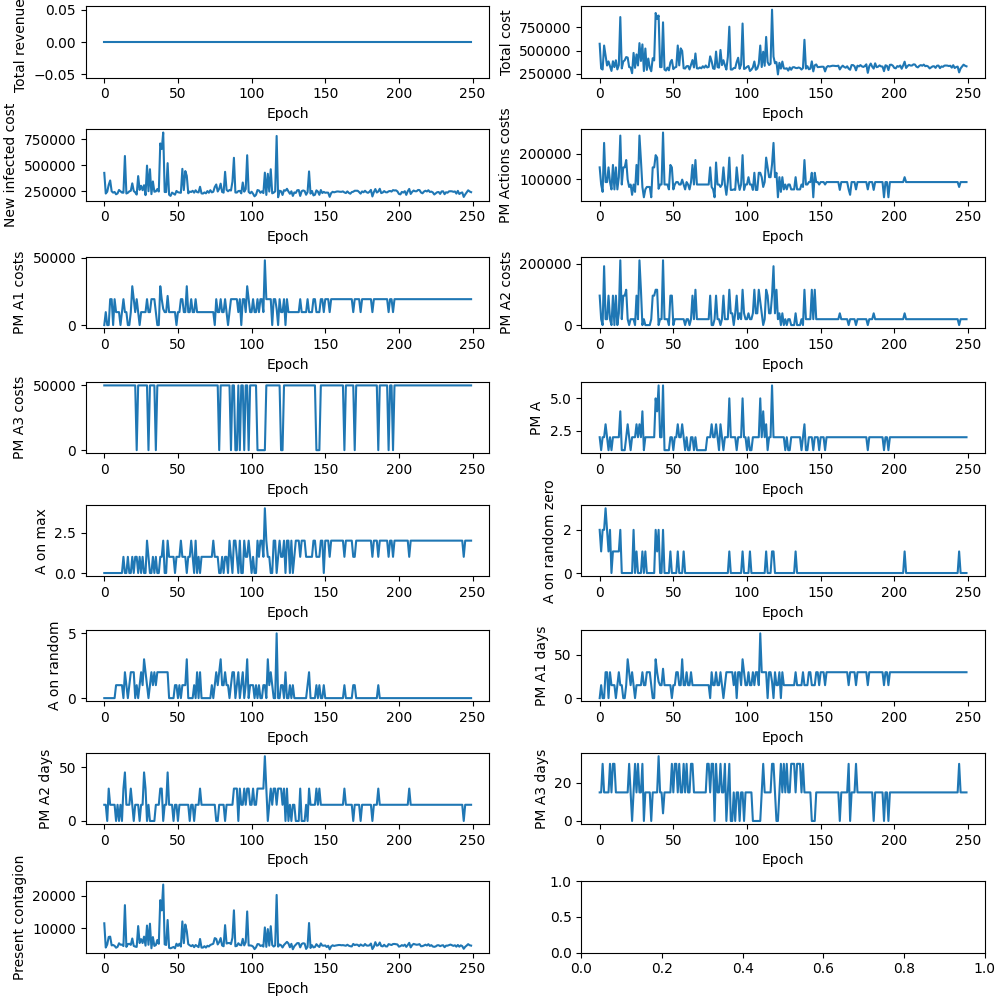 Total revenue
0.05
0.00
−0.05
0 50 100 150 200 250
Epoch
Total cost
750000
500000
250000
0 50 100 150 200 250
Epoch
New infected cost
750000
500000
250000
0 50 100 150 200 250
Epoch
PM Actions costs
200000
100000
0 50 100 150 200 250
Epoch
PM A1 costs
50000
0
0 50 100 150 200 250
Epoch
PM A2 costs
200000
0
0 50 100 150 200 250
Epoch
PM A3 costs
50000
0
0 50 100 150 200 250
Epoch
PM A
5.0
2.5
0 50 100 150 200 250
Epoch
A on max
2.5
0.0
0 50 100 150 200 250
Epoch
A on random zero
2
0
0 50 100 150 200 250
Epoch
A on random
5
0
0 50 100 150 200 250
Epoch
PM A1 days
50
0
0 50 100 150 200 250
Epoch
PM A2 days
50
0
0 50 100 150 200 250
Epoch
PM A3 days
20
0
0 50 100 150 200 250
Epoch
Present contagion
20000
10000
0 50 100 150 200 250
Epoch
1.0
0.5
0.0
0.0 0.2 0.4 0.6 0.8 1.0